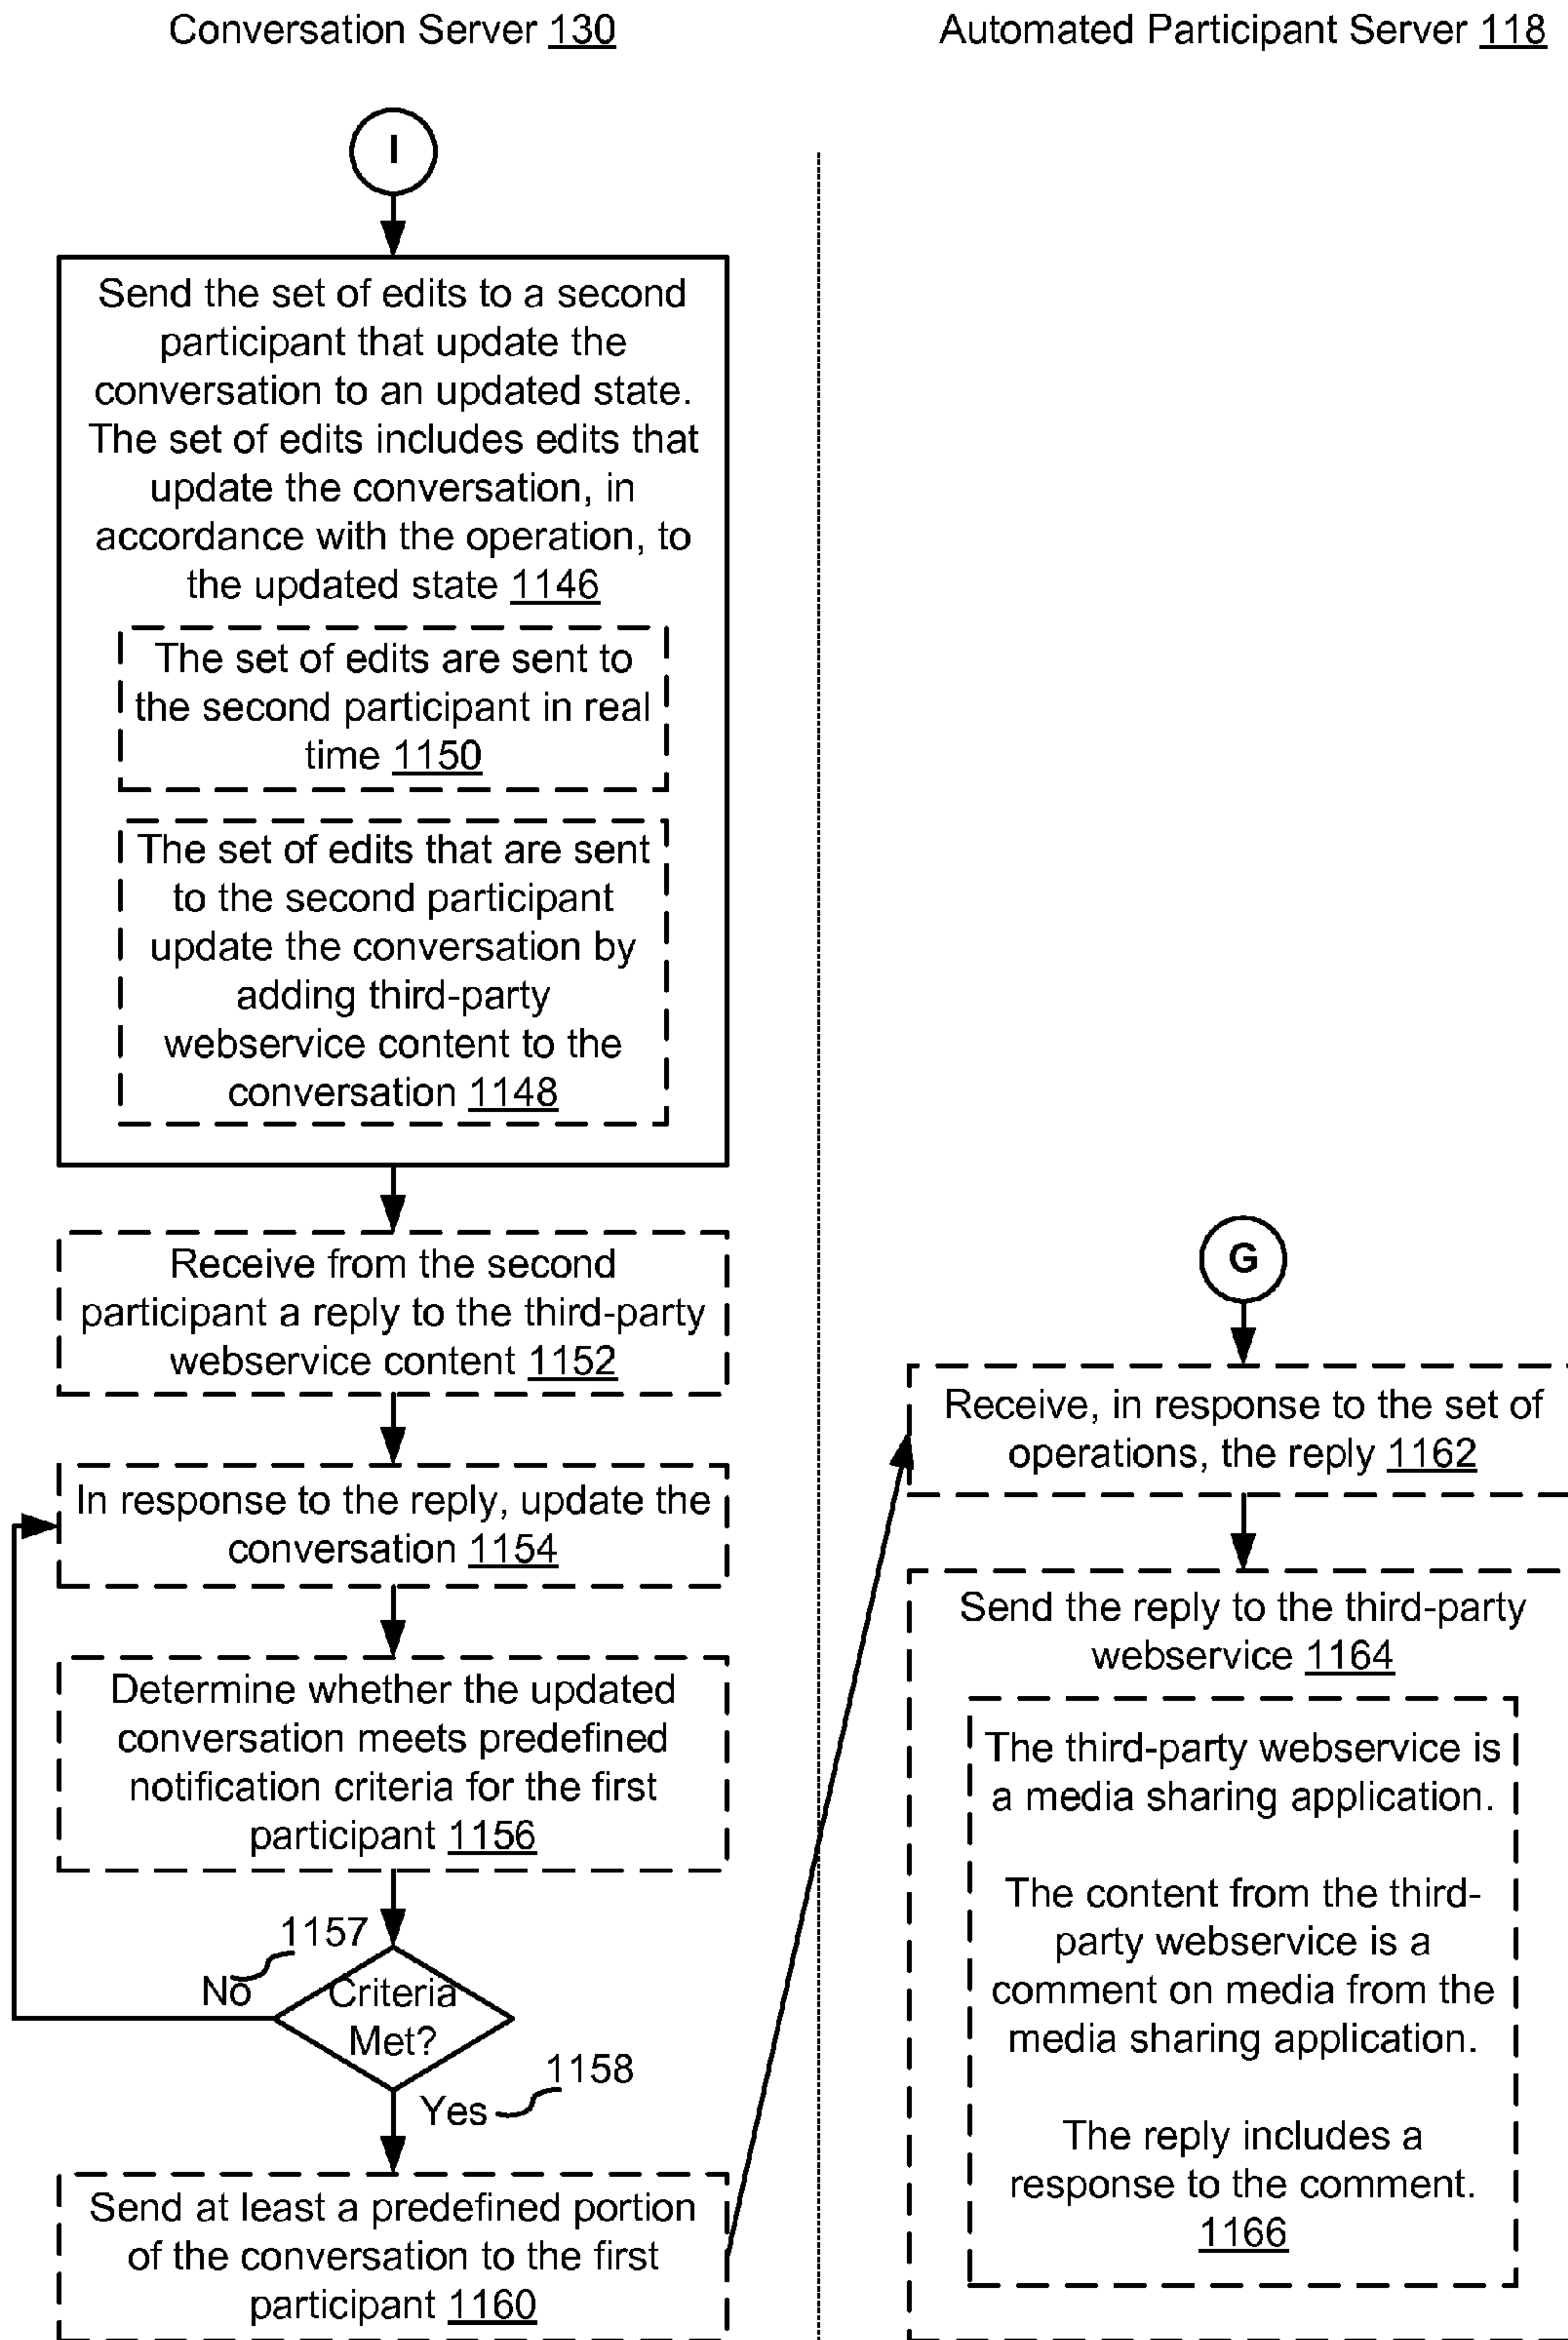 Conversation Server 130
Automated Participant Server 118
I
Send the set of edits to a second
participant that update the
conversation to an updated state.
The set of edits includes edits that
update the conversation, in
accordance with the operation, to
the updated state 1146
The set of edits are sent to
the second participant in real
time 1150
The set of edits that are sent
to the second participant
update the conversation by
adding third-party
webservice content to the
conversation 1148
Receive from the second
participant a reply to the third-party
webservice content 1152
In response to the reply, update the
conversation 1154
Determine whether the updated
conversation meets predefined
notification criteria for the first
participant 1156
1157
No
Criteria
Met?
1158
Yes
Send at least a predefined portion
of the conversation to the first
participant 1160
G
Receive, in response to the set of
operations, the reply 1162
Send the reply to the third-party
webservice 1164
The third-party webservice is
a media sharing application.
The content from the third-
party webservice is a
comment on media from the
media sharing application.
The reply includes a
response to the comment.
1166